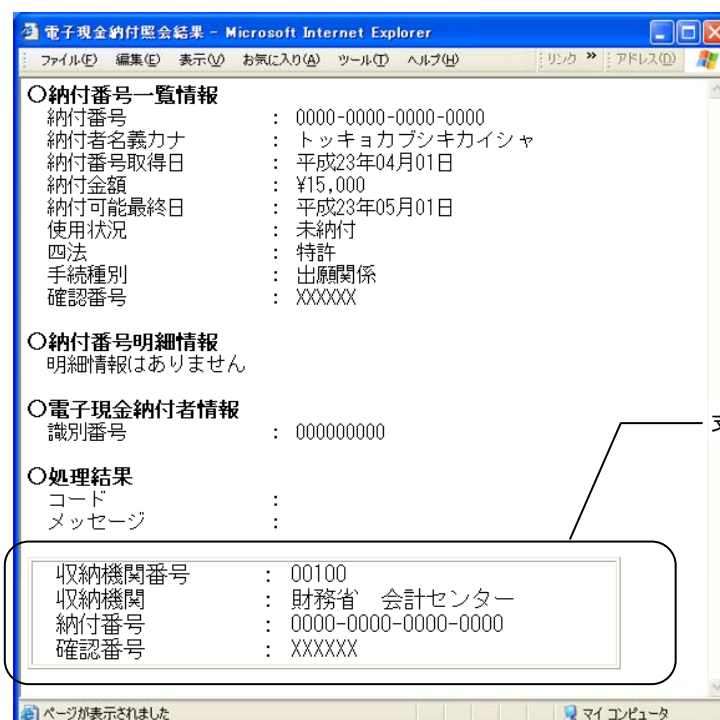 電子現金納付照会結果 - Microsoft Internet Explorer
ファイル(F) 編集(E) 表示(V) お気に入り(A) ツール(T) ヘルプ(H) リンク » アドレス(D)
○納付番号一覧情報
納付番号 : 0000-0000-0000-0000
納付者名義カナ : トッキョカブシキカイシャ
納付番号取得日 : 平成23年04月01日
納付金額 : ¥15,000
納付可能最終日 : 平成23年05月01日
使用状況 : 未納付
四法 : 特許
手続種別 : 出願関係
確認番号 : XXXXXX
○納付番号明細情報
明細情報はありません
○電子現金納付者情報
識別番号 : 000000000
○処理結果
コード :
メッセージ :
収納機関番号 : 00100
収納機関 : 財務省 会計センター
納付番号 : 0000-0000-0000-0000
確認番号 : XXXXXX
ページが表示されました マイ コンピュータ